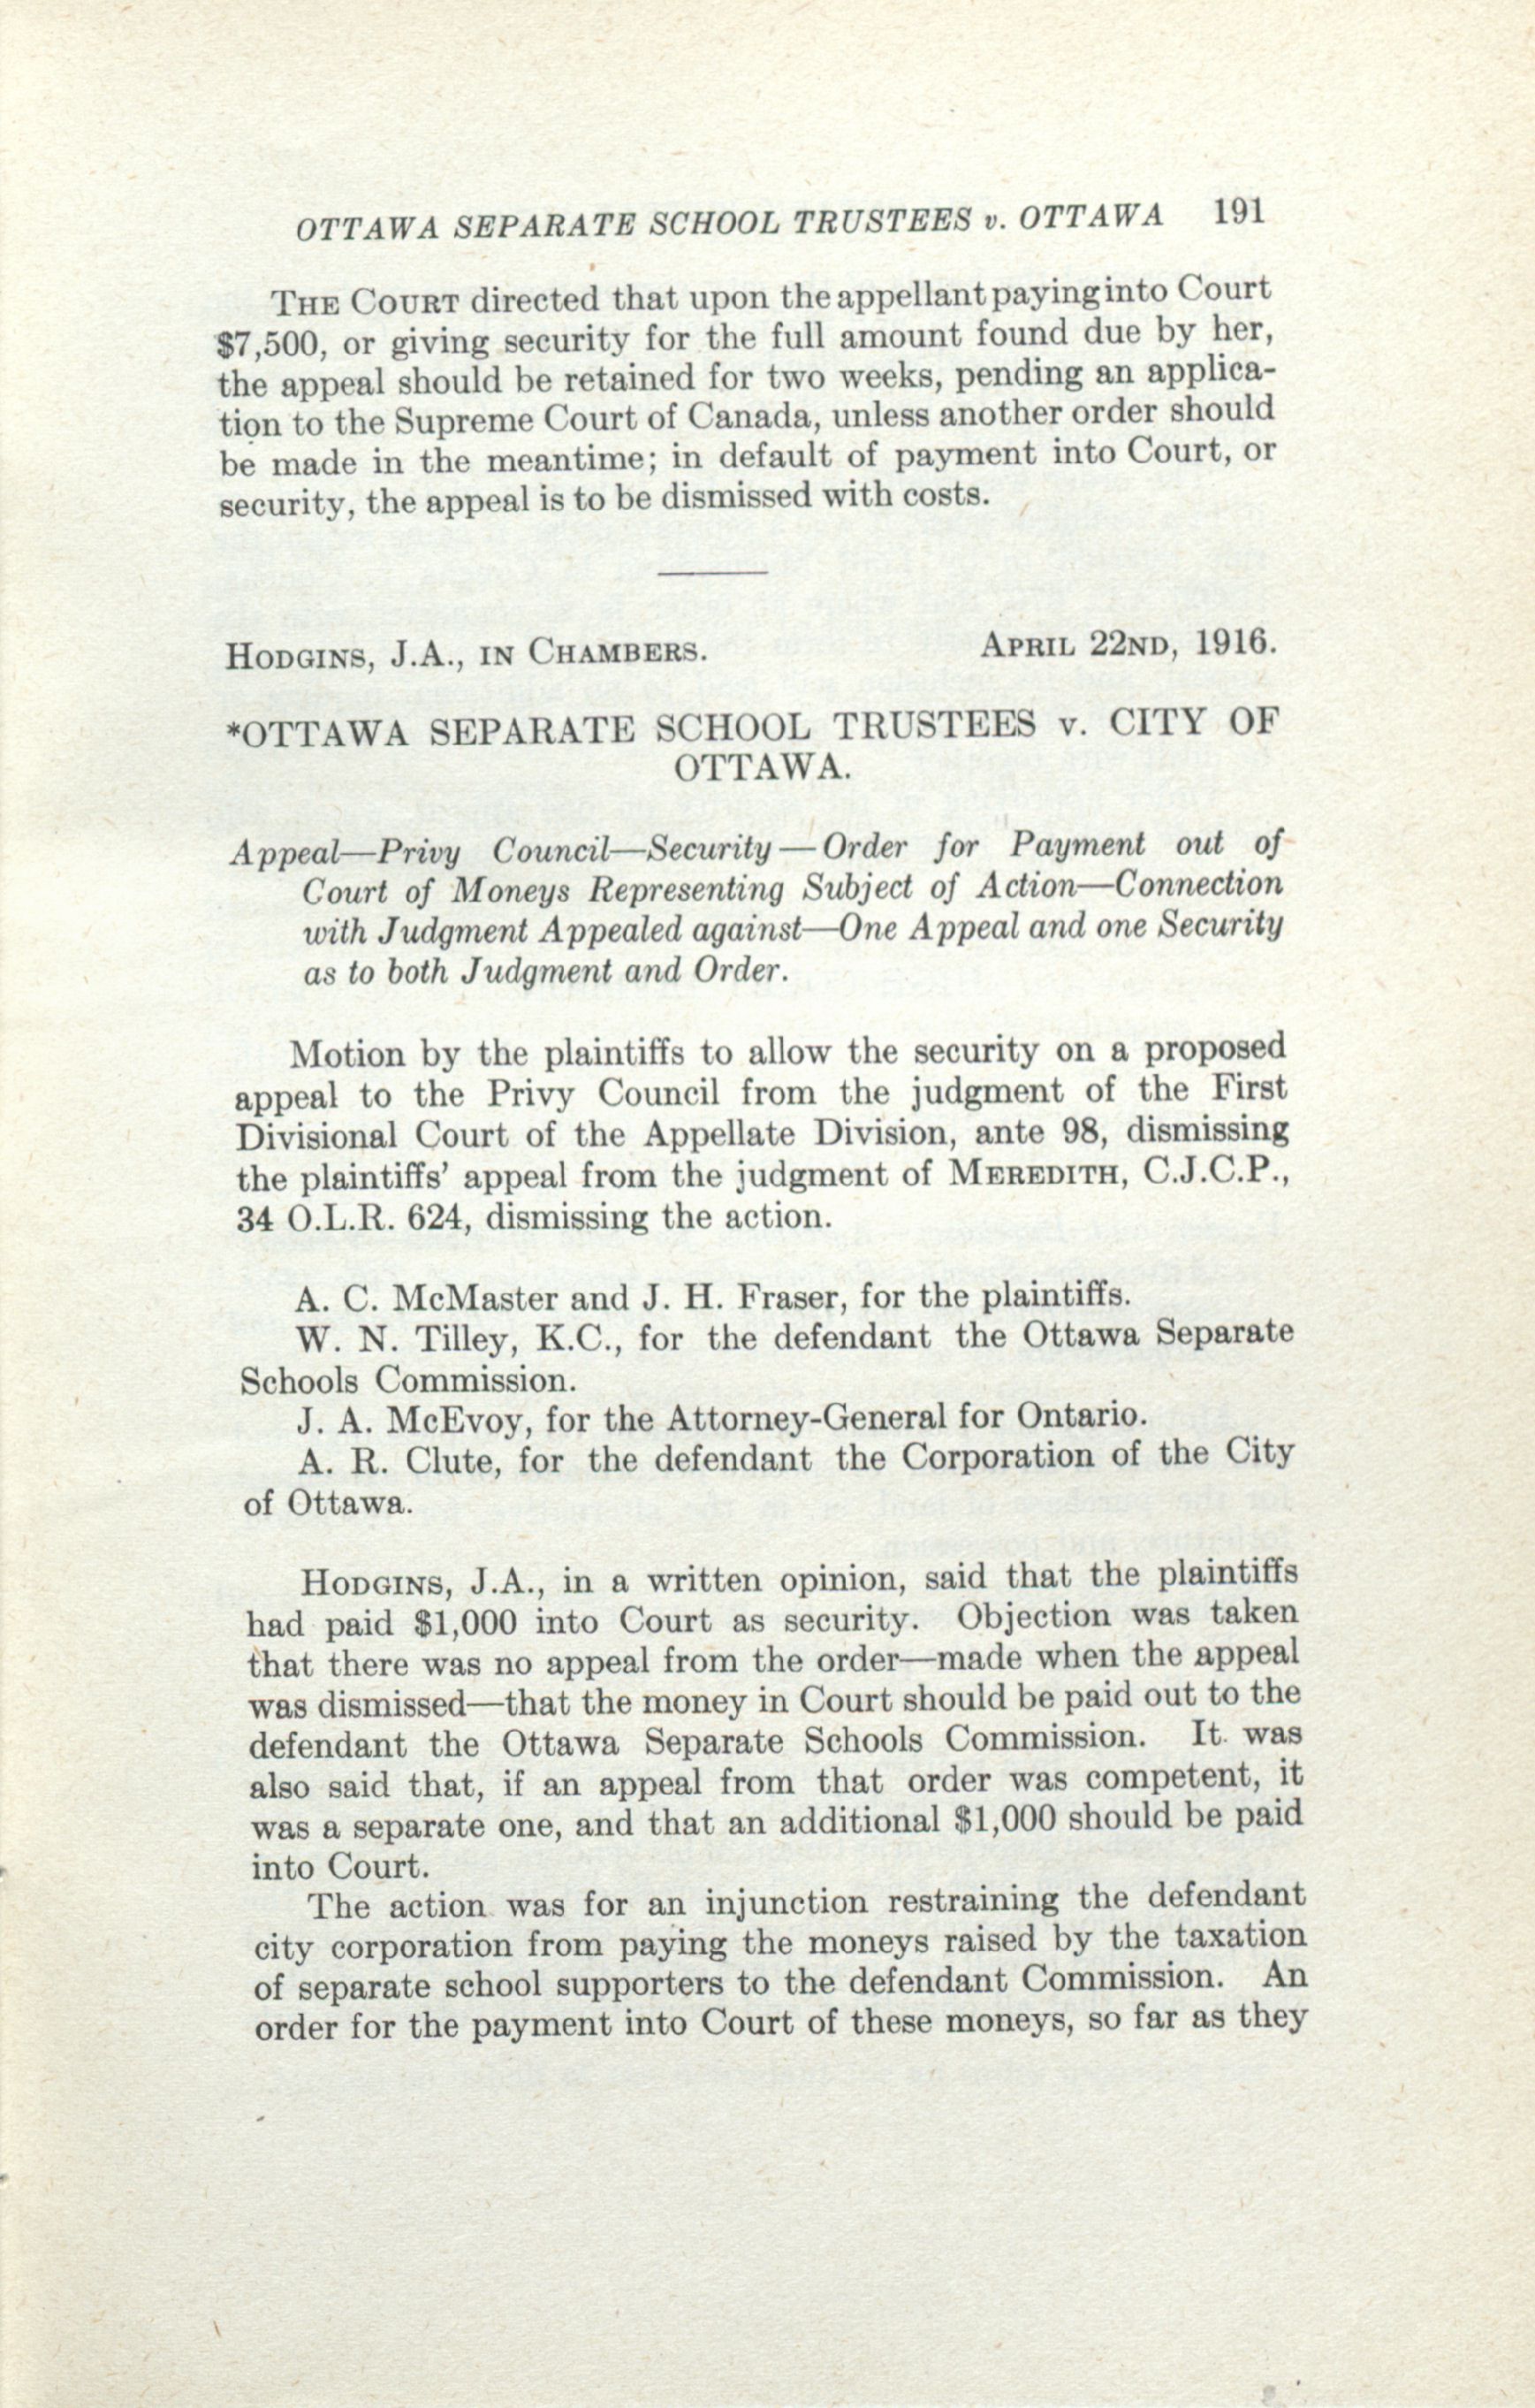 OTTAWA SEPARATE SCHOOL TRUSTEES v. OTTAWA 191
THE COURT directed that upon the appellant paying into Court
$7,500, or giving security for the full amount found due by her,
the appeal should be retained for two weeks, pending an applica-
tion to the Supreme Court of Canada, unless another order should
be made in the meantime; in default of payment into Court, or
security, the appeal is to be dismissed with costs.
HODGINS, J.A., IN CHAMBERS. APRIL 22ND, 1916.
*OTTAWA SEPARATE SCHOOL TRUSTEES v. CITY OF
OTTAWA.
Appeal—Privy Council—Security—Order for Payment out of
Court of Moneys Representing Subject of Action—Connection
with Judgment Appealed against—One Appeal and one Security
as to both Judgment and Order.
Motion by the plaintiffs to allow the security on a proposed
appeal to the Privy Council from the judgment of the First
Divisional Court of the Appellate Division, ante 98, dismissing
the plaintiffs' appeal from the judgment of MEREDITH, C.J.C.P.,
34 O.L.R. 624, dismissing the action.
A. C. McMaster and J. H. Fraser, for the plaintiffs.
W. N. Tilley, K.C., for the defendant the Ottawa Separate
Schools Commission.
J. A. McEvoy, for the Attorney-General for Ontario.
A. R. Clute, for the defendant the Corporation of the City
of Ottawa.
HODGINS, J.A., in a written opinion, said that the plaintiffs
had paid $1,000 into Court as security. Objection was taken
that there was no appeal from the order—made when the appeal
was dismissed—that the money in Court should be paid out to the
defendant the Ottawa Separate Schools Commission. It was
also said that, if an appeal from that order was competent, it
was a separate one, and that an additional $1,000 should be paid
into Court.
The action was for an injunction restraining the defendant
city corporation from paying the moneys raised by the taxation
of separate school supporters to the defendant Commission. An
order for the payment into Court of these moneys, so far as they